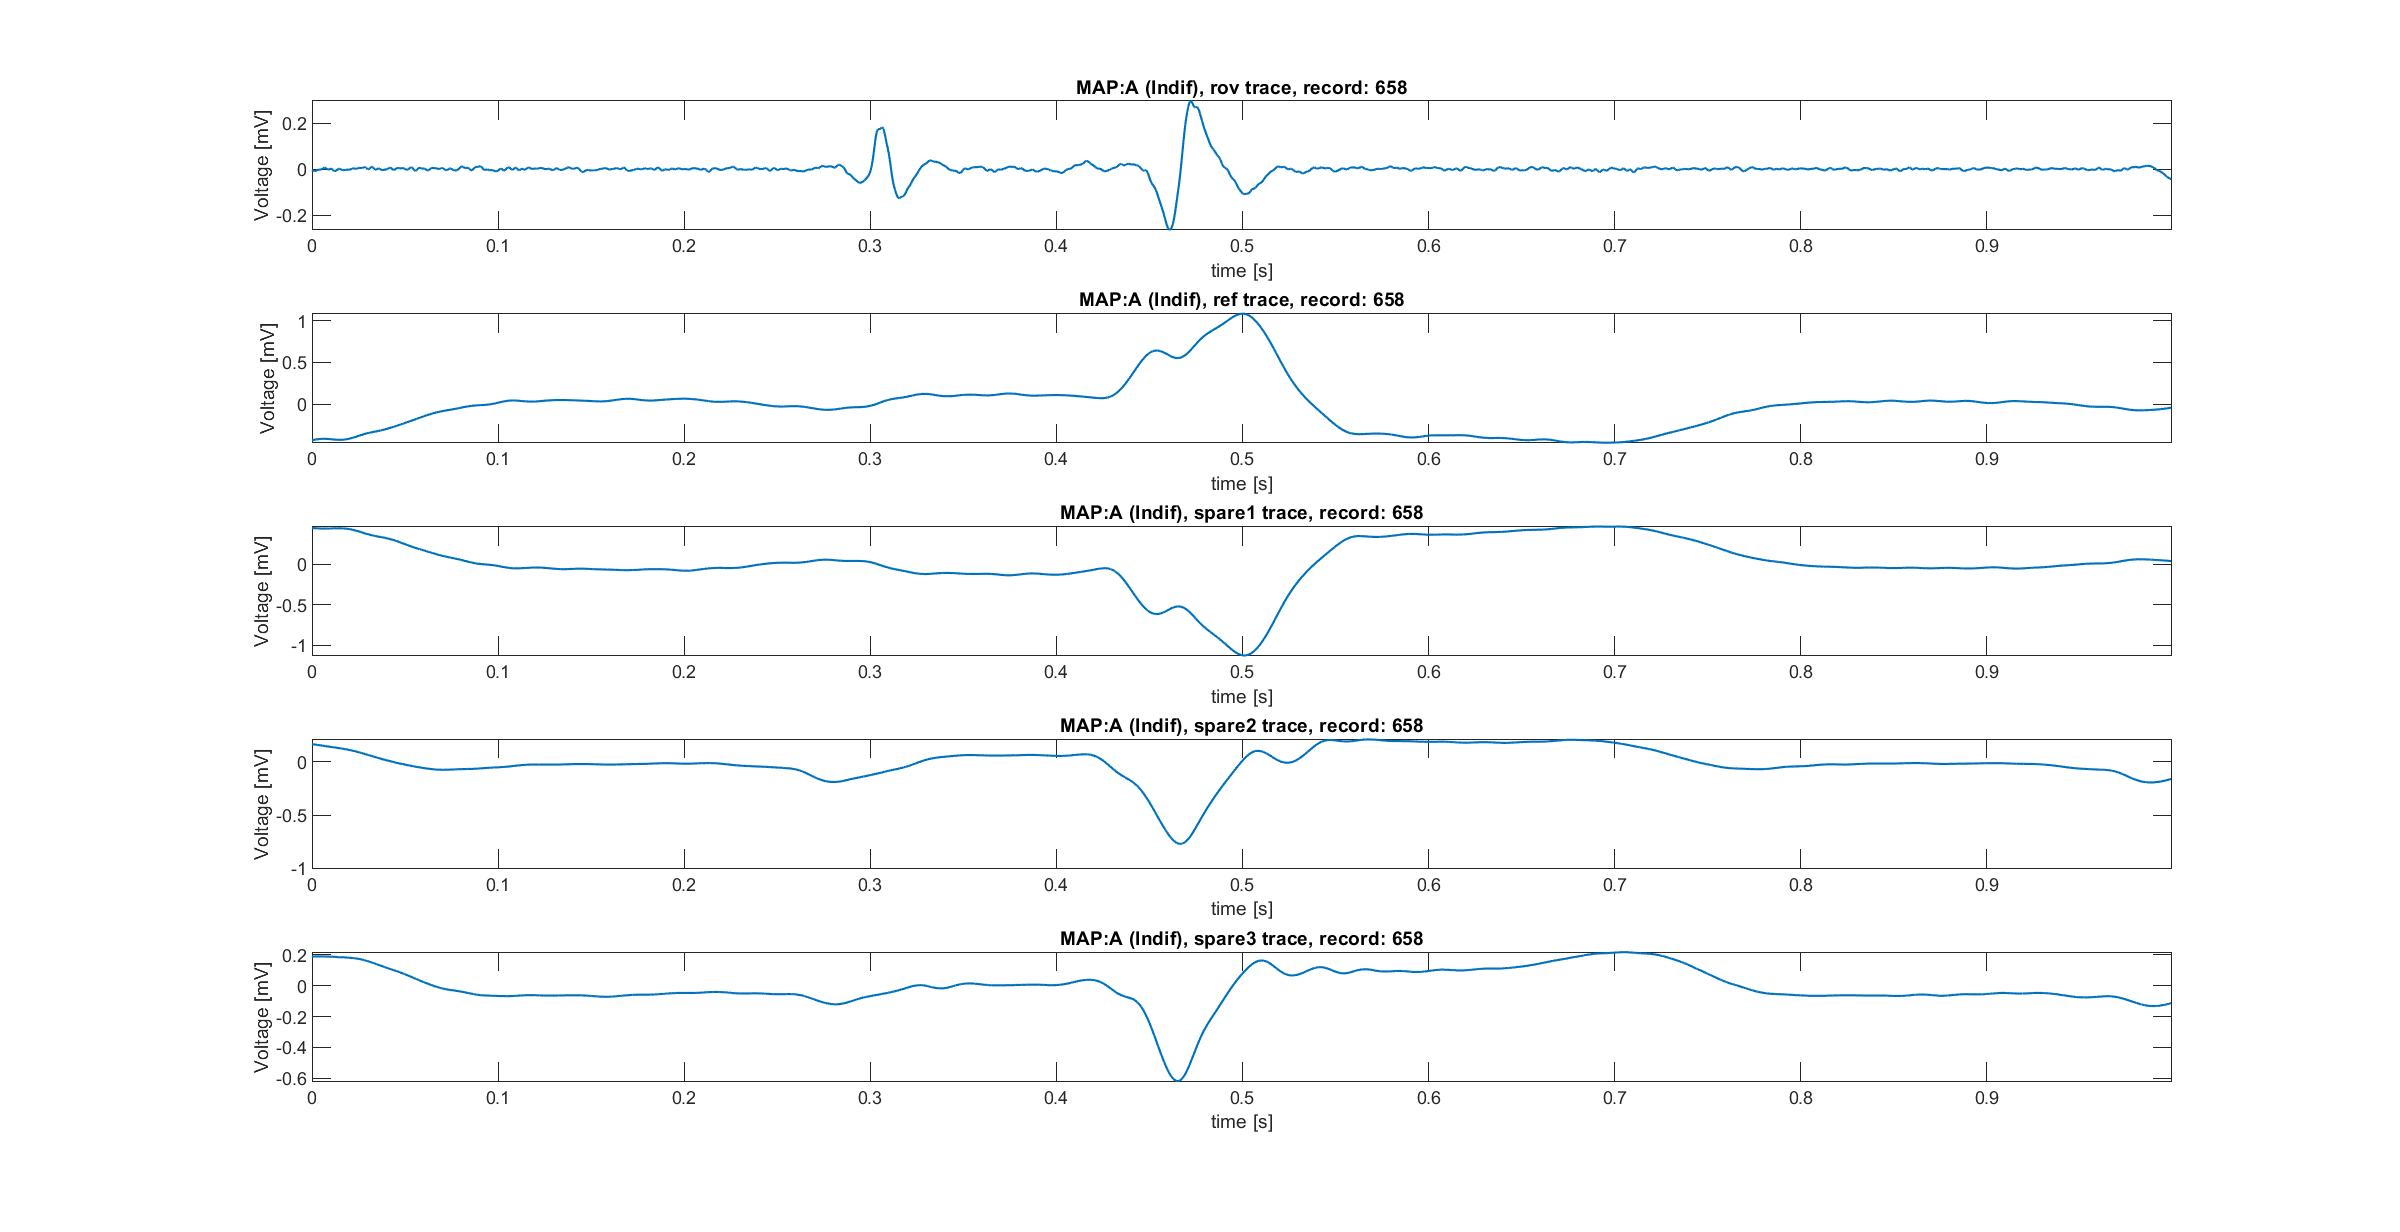 MAP:A (Indif), rov trace, record: 658
Voltage [mV]
0.2
0
-0.2
0 0.1 0.2 0.3 0.4 0.5 0.6 0.7 0.8 0.9
time [s]
MAP:A (Indif), ref trace, record: 658
Voltage [mV]
1
0.5
0
0 0.1 0.2 0.3 0.4 0.5 0.6 0.7 0.8 0.9
time [s]
MAP:A (Indif), spare1 trace, record: 658
Voltage [mV]
0
-0.5
-1
0 0.1 0.2 0.3 0.4 0.5 0.6 0.7 0.8 0.9
time [s]
MAP:A (Indif), spare2 trace, record: 658
Voltage [mV]
0
-0.5
-1
0 0.1 0.2 0.3 0.4 0.5 0.6 0.7 0.8 0.9
time [s]
MAP:A (Indif), spare3 trace, record: 658
Voltage [mV]
0.2
0
-0.2
-0.4
-0.6
0 0.1 0.2 0.3 0.4 0.5 0.6 0.7 0.8 0.9
time [s]